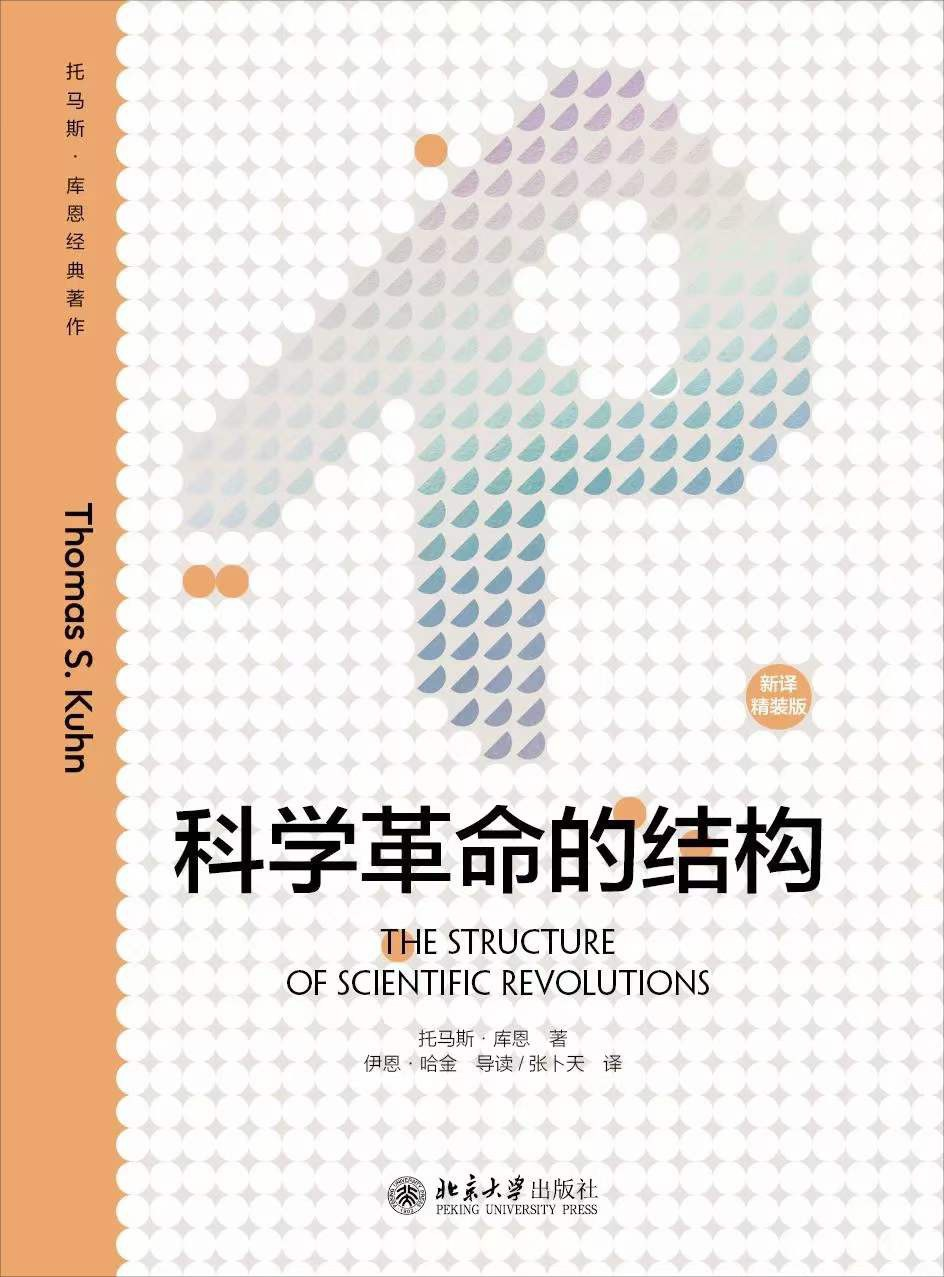 托马斯·库恩经典著作
Thomas S. Kuhn
新译
精装版
科学革命的结构
THE STRUCTURE
OF SCIENTIFIC REVOLUTIONS
托马斯·库恩 著
伊恩·哈金 导读/张卜天 译
北京大学出版社
PEKING UNIVERSITY PRESS